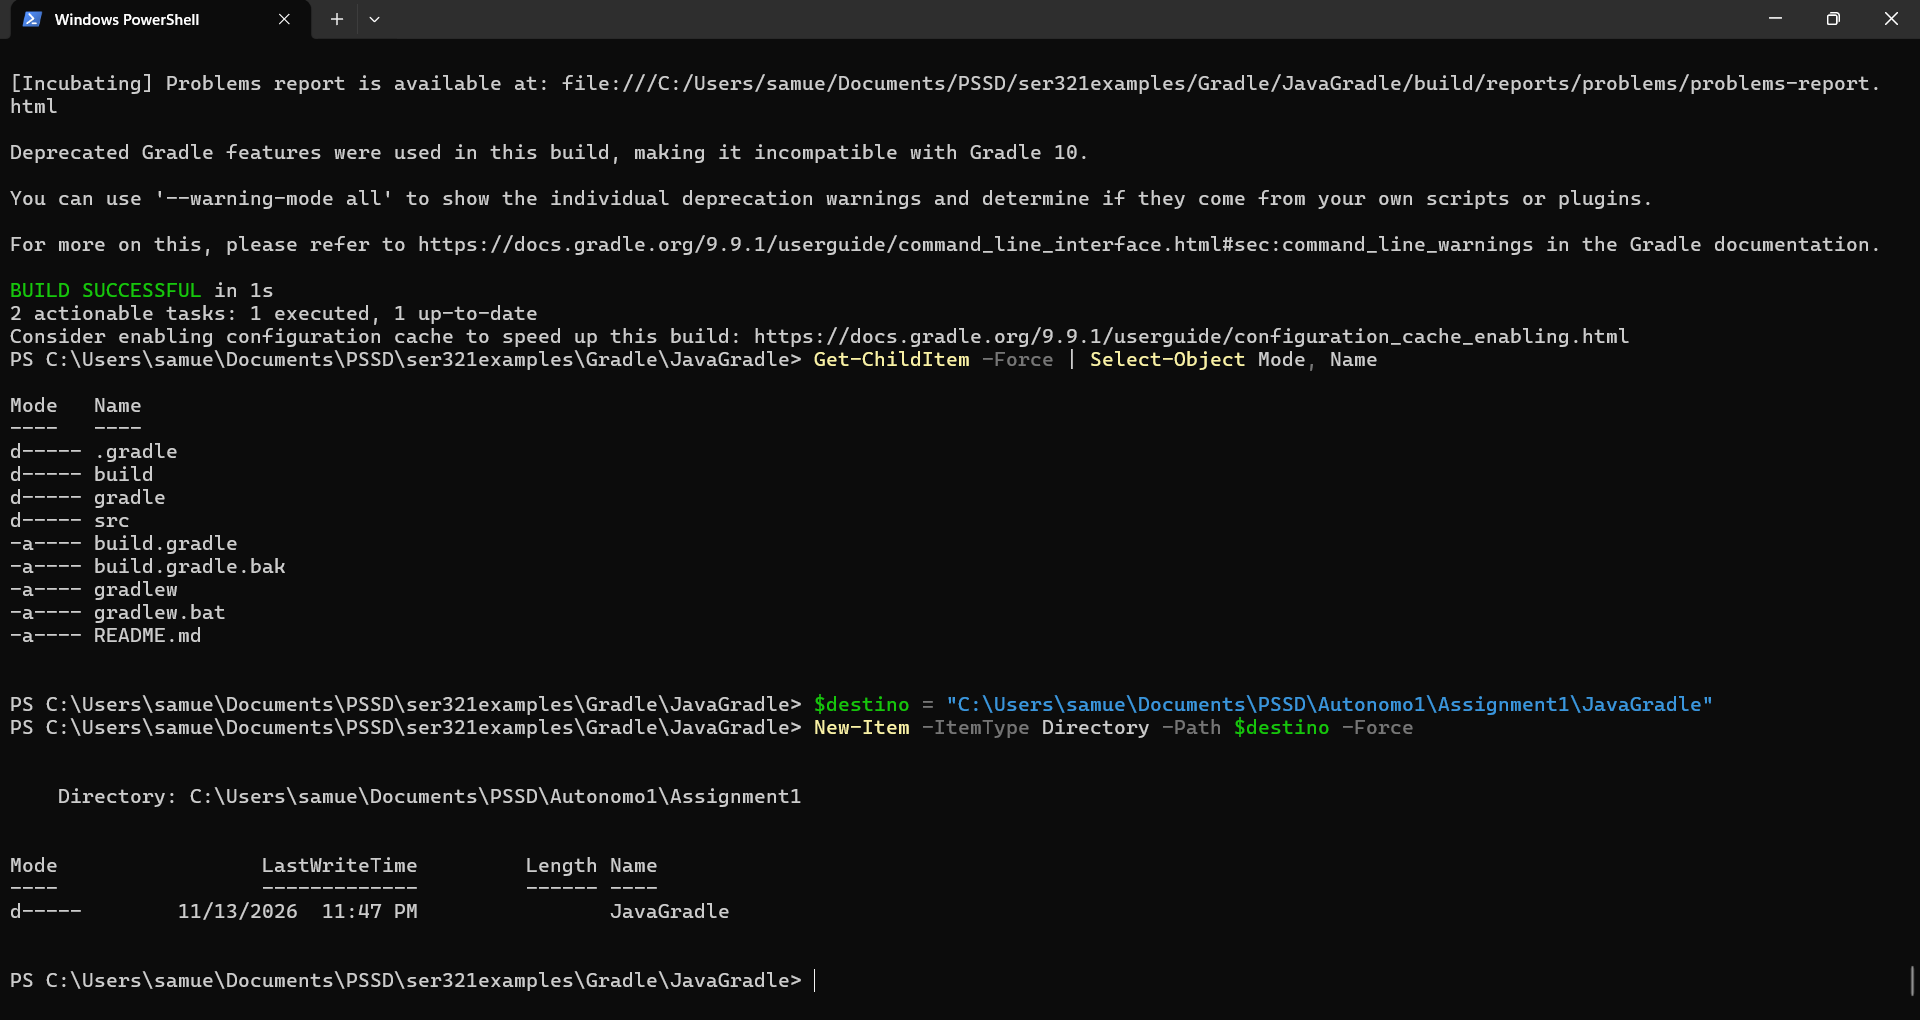 Windows PowerShell
[Incubating] Problems report is available at: file:///C:/Users/samue/Documents/PSSD/ser321examples/Gradle/JavaGradle/build/reports/problems/problems-report.
html
Deprecated Gradle features were used in this build, making it incompatible with Gradle 10.
You can use '--warning-mode all' to show the individual deprecation warnings and determine if they come from your own scripts or plugins.
For more on this, please refer to https://docs.gradle.org/9.9.1/userguide/command_line_interface.html#sec:command_line_warnings in the Gradle documentation.
BUILD SUCCESSFUL in 1s
2 actionable tasks: 1 executed, 1 up-to-date
Consider enabling configuration cache to speed up this build: https://docs.gradle.org/9.9.1/userguide/configuration_cache_enabling.html
PS C:\Users\samue\Documents\PSSD\ser321examples\Gradle\JavaGradle> Get-ChildItem -Force | Select-Object Mode, Name
Mode   Name
----   ----
d----- .gradle
d----- build
d----- gradle
d----- src
-a---- build.gradle
-a---- build.gradle.bak
-a---- gradlew
-a---- gradlew.bat
-a---- README.md
PS C:\Users\samue\Documents\PSSD\ser321examples\Gradle\JavaGradle> $destino = "C:\Users\samue\Documents\PSSD\Autonomo1\Assignment1\JavaGradle"
PS C:\Users\samue\Documents\PSSD\ser321examples\Gradle\JavaGradle> New-Item -ItemType Directory -Path $destino -Force
    Directory: C:\Users\samue\Documents\PSSD\Autonomo1\Assignment1
Mode                 LastWriteTime         Length Name
----                 -------------         ------ ----
d-----        11/13/2026  11:47 PM                JavaGradle
PS C:\Users\samue\Documents\PSSD\ser321examples\Gradle\JavaGradle>